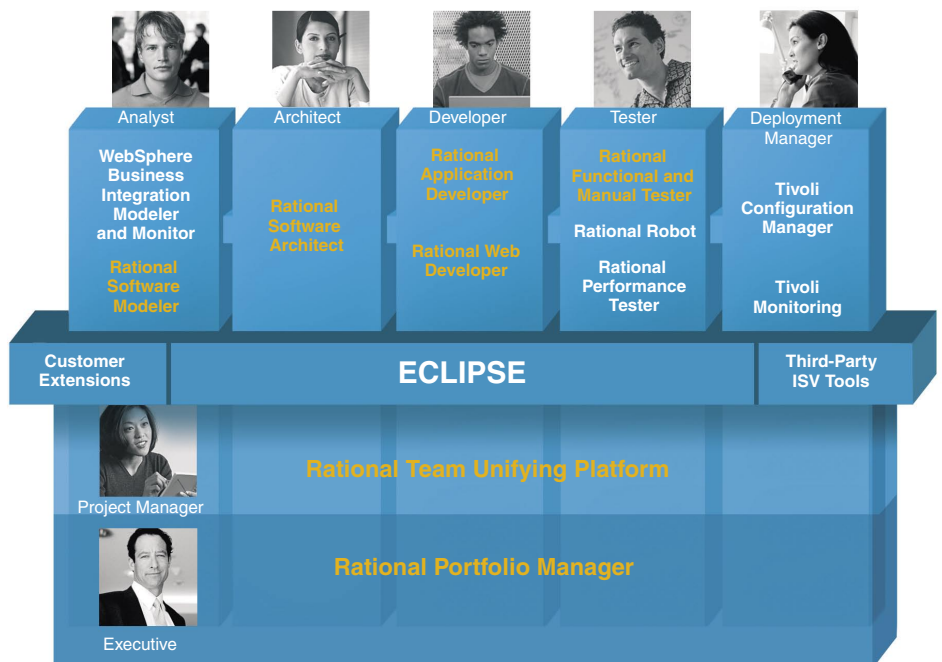 Analyst
WebSphere
Business
Integration
Modeler
and Monitor
Rational
Software
Modeler
Architect
Rational
Software
Architect
Developer
Rational
Application
Developer
Rational Web
Developer
Tester
Rational
Functional and
Manual Tester
Rational Robot
Rational
Performance
Tester
Deployment
Manager
Tivoli
Configuration
Manager
Tivoli
Monitoring
Customer
Extensions
ECLIPSE
Third-Party
ISV Tools
Project Manager
Rational Team Unifying Platform
Executive
Rational Portfolio Manager